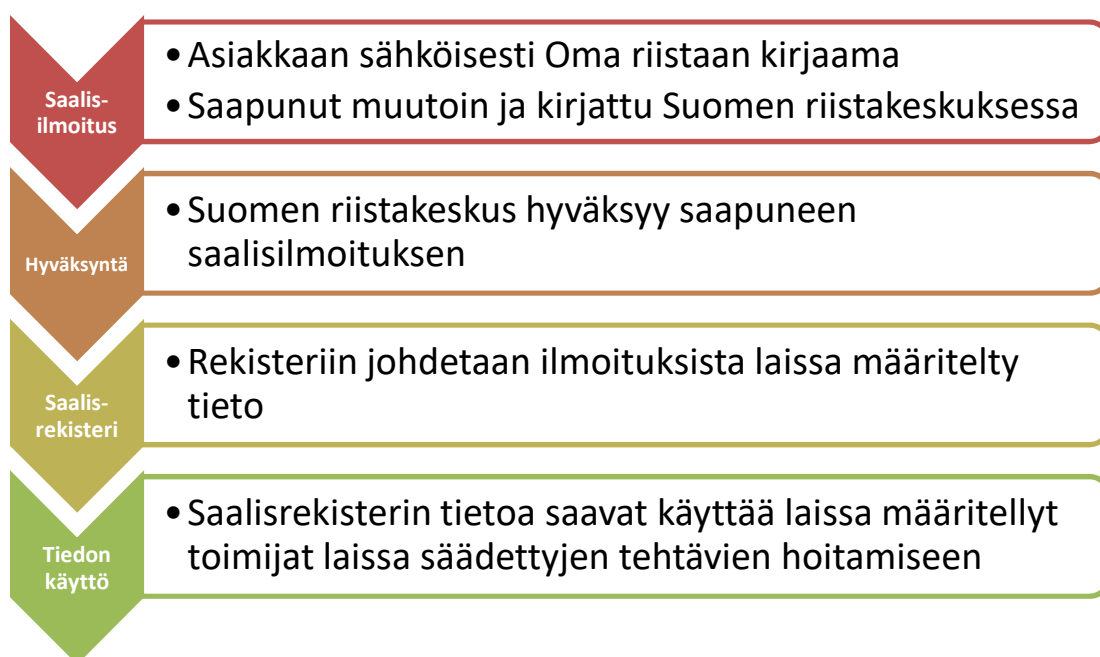 Saalis-
ilmoitus
• Asiakkaan sähköisesti Oma riistaan kirjaama
• Saapunut muutoin ja kirjattu Suomen riistakeskuksessa
Hyväksyntä
• Suomen riistakeskus hyväksyy saapuneen
saalisilmoituksen
Saalis-
rekisteri
• Rekisteriin johdetaan ilmoituksista laissa määritelty
tieto
Tiedon
käyttö
• Saalisrekisterin tietoa saavat käyttää laissa määritellyt
toimijat laissa säädettyjen tehtävien hoitamiseen